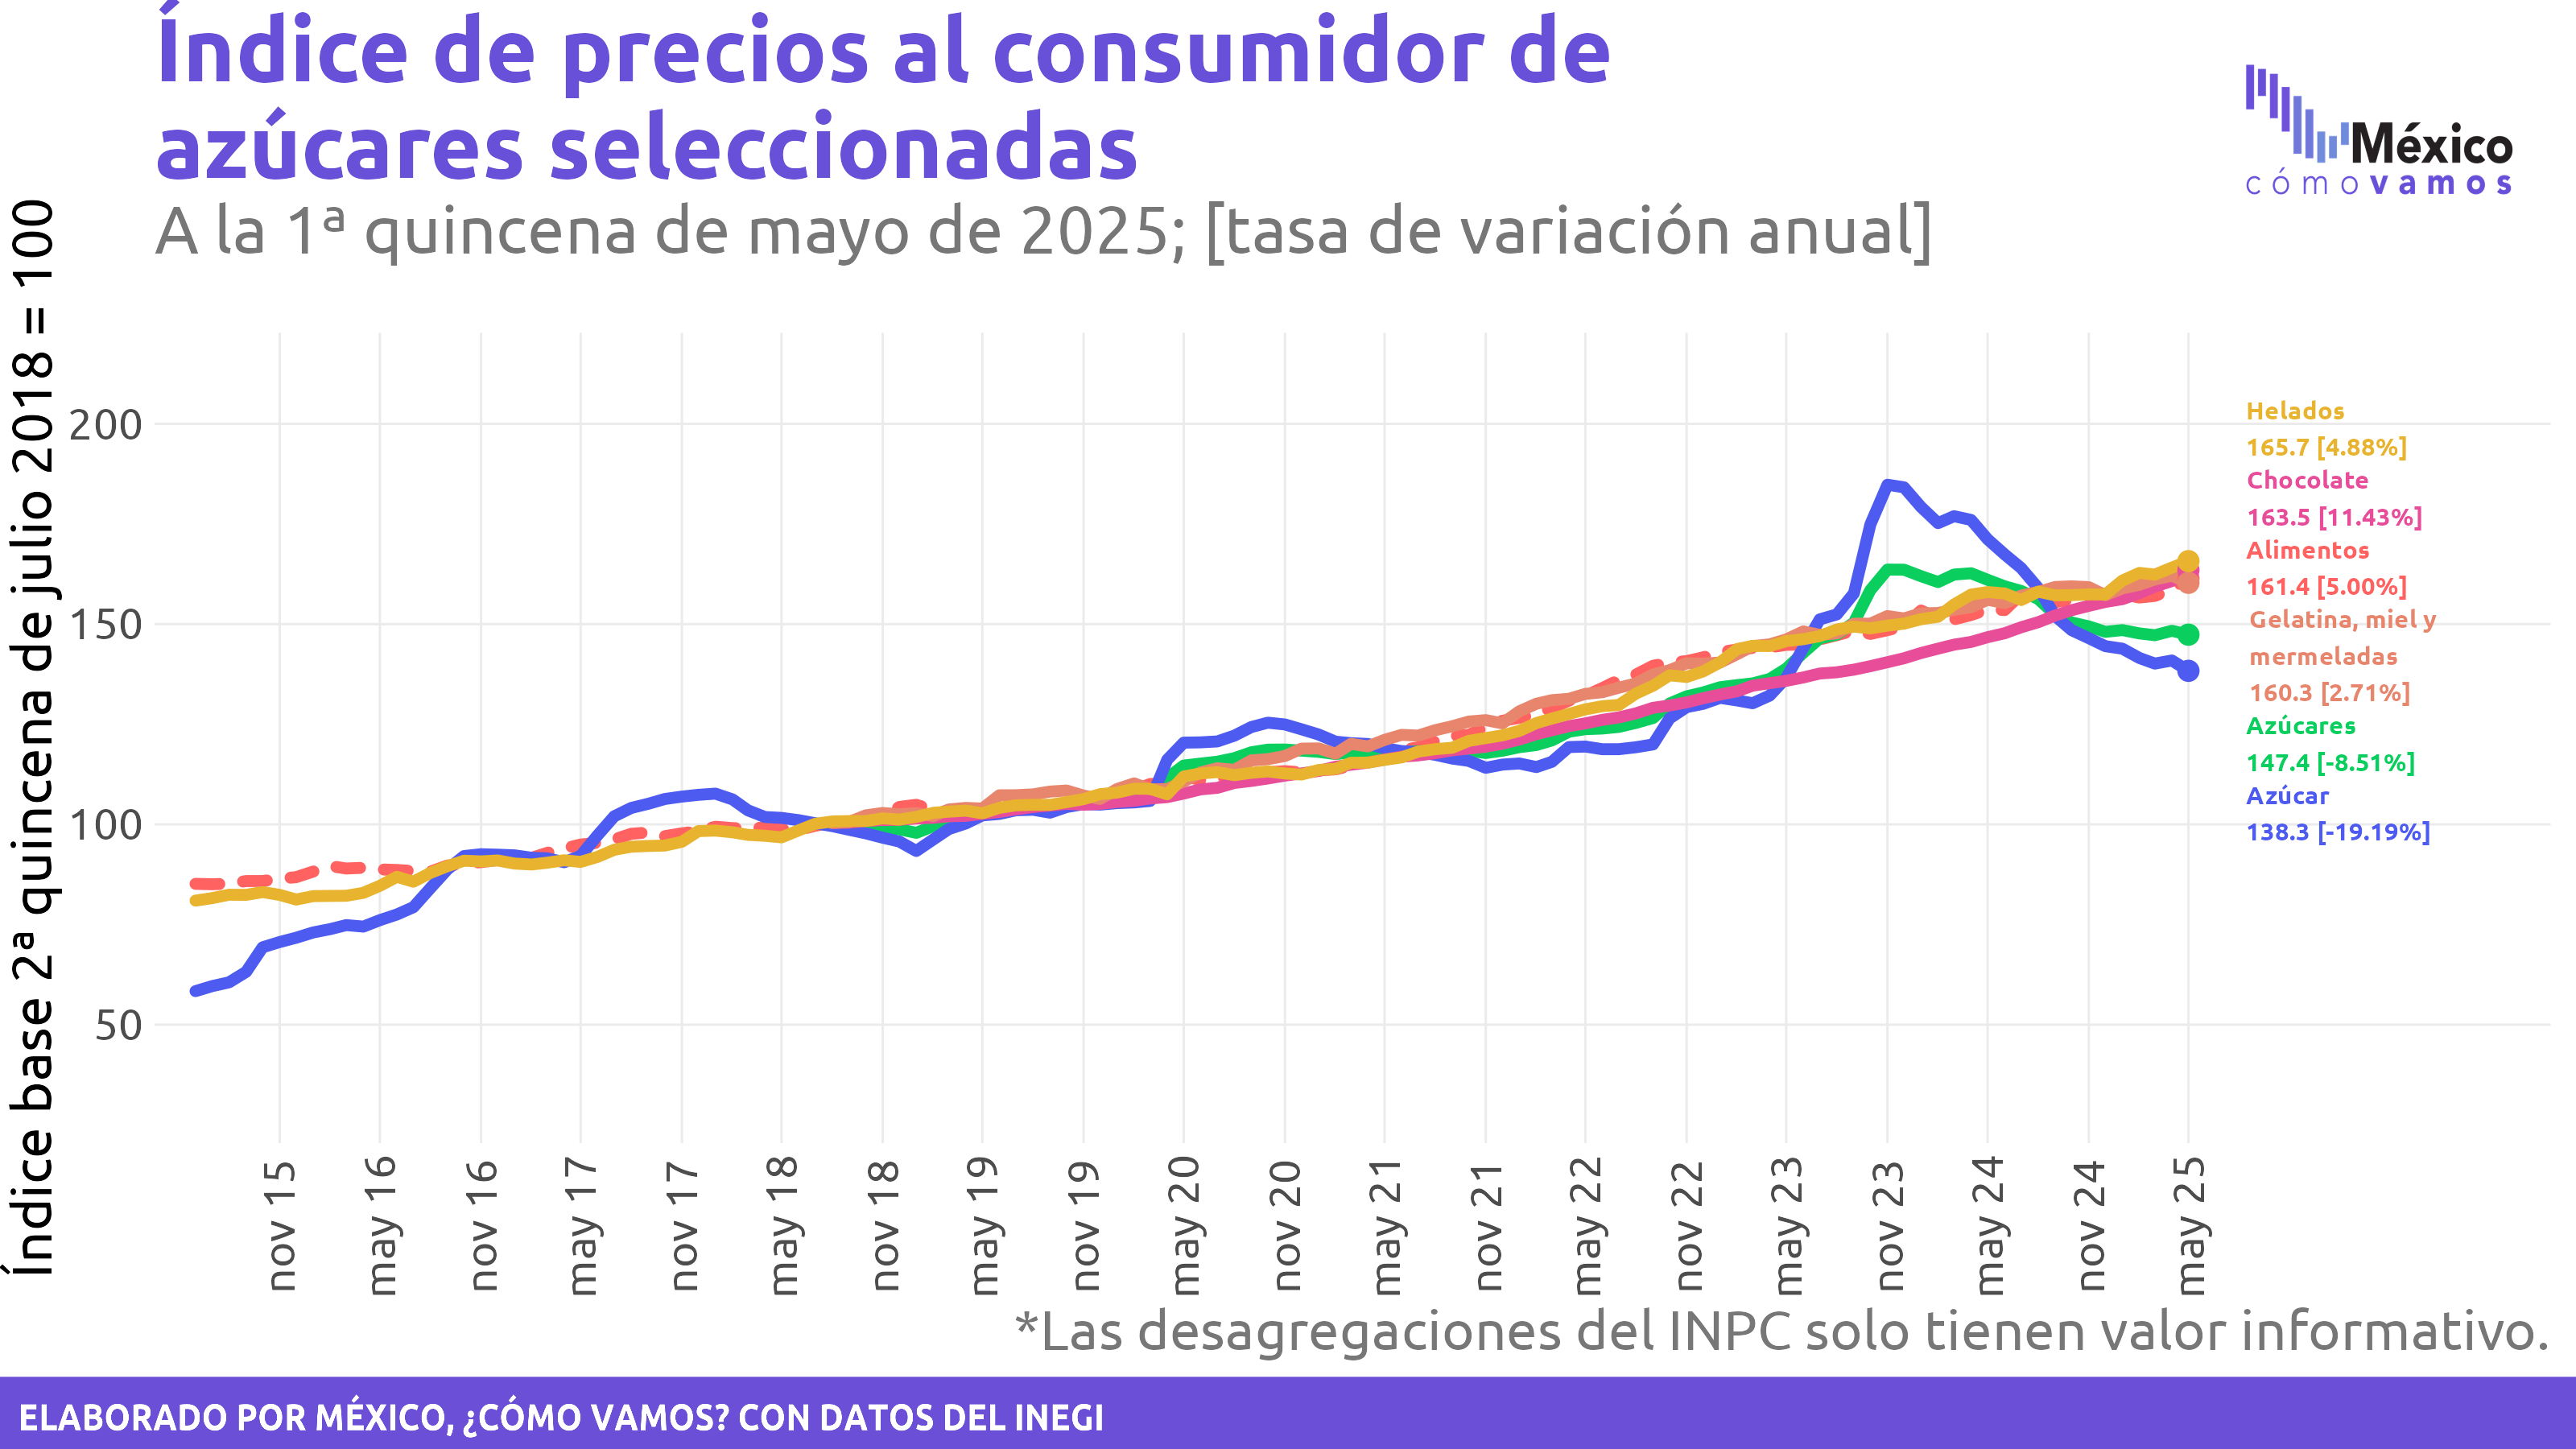 Índice de precios al consumidor de
azúcares seleccionadas
A la 1ª quincena de mayo de 2025; [tasa de variación anual]
México
cómo vamos
Índice base 2ª quincena de julio 2018 = 100
200
150
100
50
Helados
165.7 [4.88%]
Chocolate
163.5 [11.43%]
Alimentos
161.4 [5.00%]
Gelatina, miel y
mermeladas
160.3 [2.71%]
Azúcares
147.4 [-8.51%]
Azúcar
138.3 [-19.19%]
nov 15
may 16
nov 16
may 17
nov 17
may 18
nov 18
may 19
nov 19
may 20
nov 20
may 21
nov 21
may 22
nov 22
may 23
nov 23
may 24
nov 24
may 25
*Las desagregaciones del INPC solo tienen valor informativo.
ELABORADO POR MÉXICO, ¿CÓMO VAMOS? CON DATOS DEL INEGI